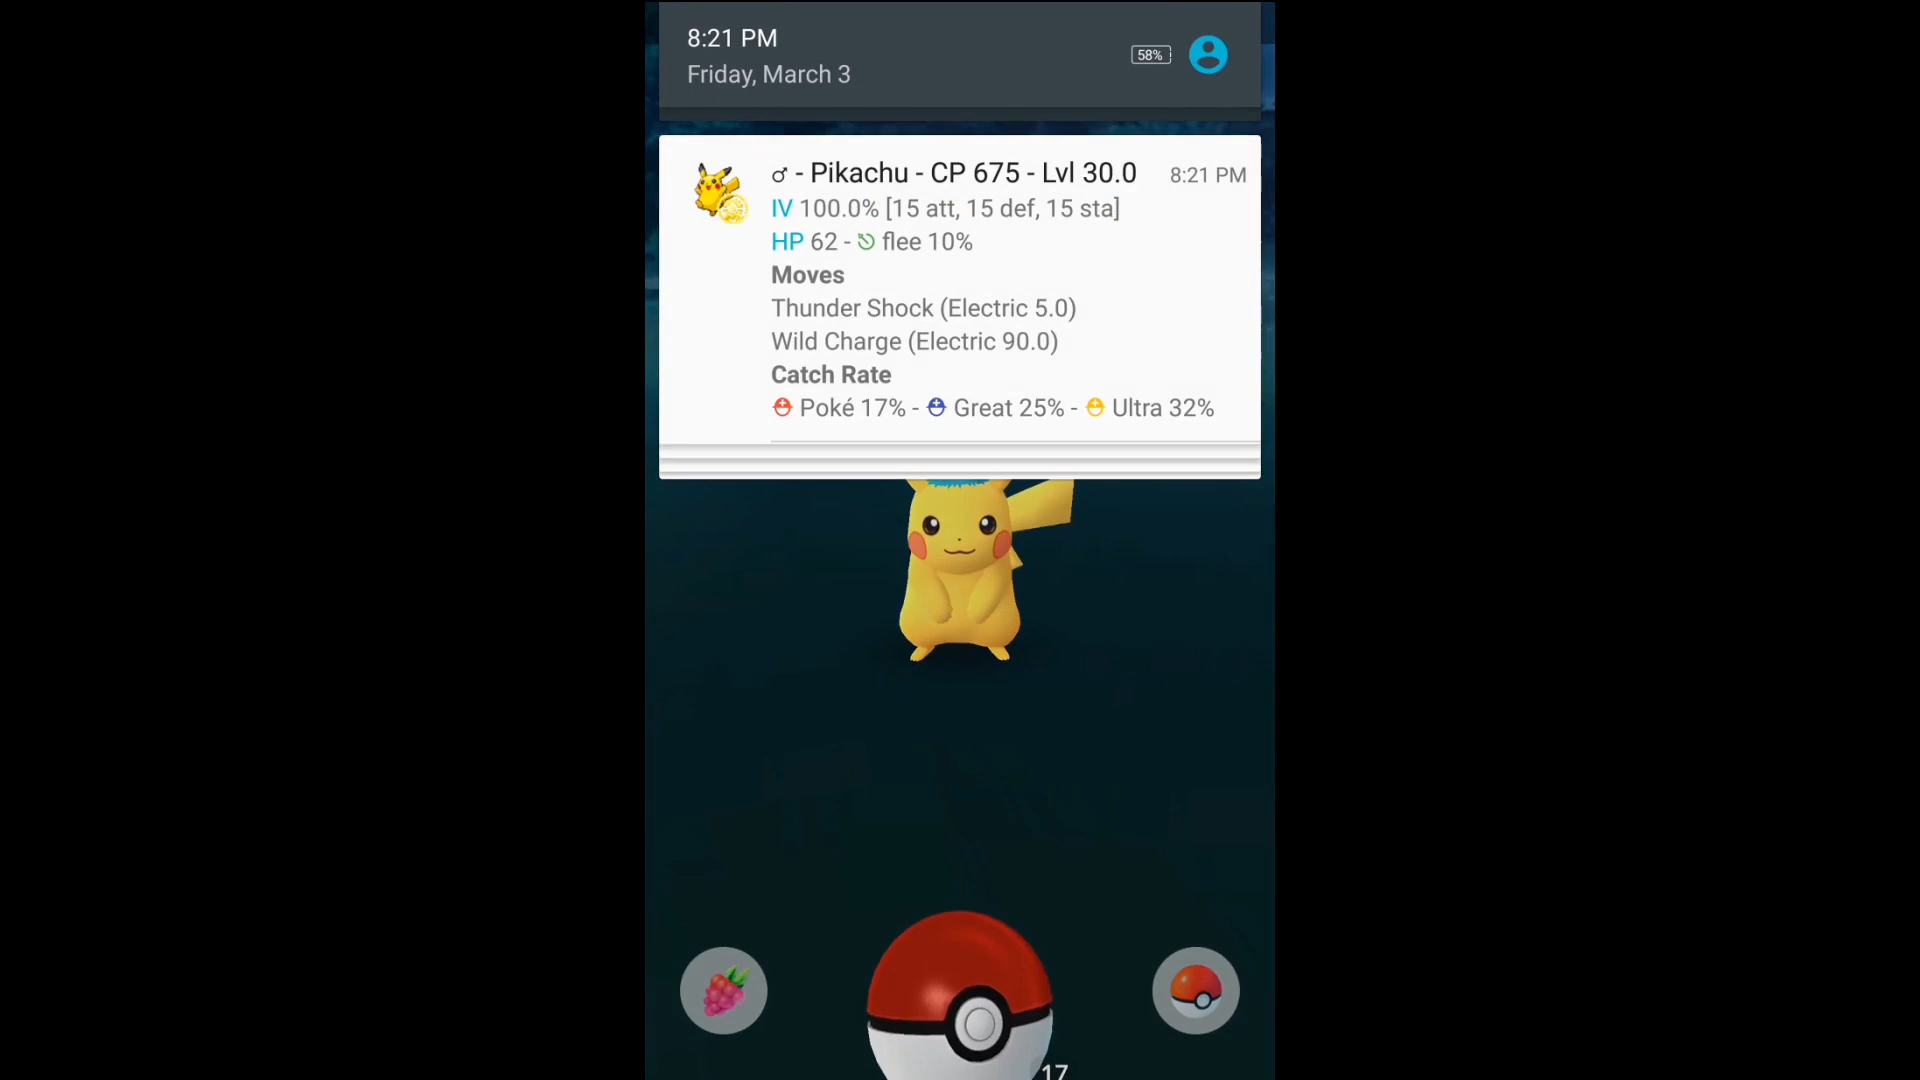 8:21 PM
Friday, March 3
58%
♂ - Pikachu - CP 675 - Lvl 30.0 8:21 PM
IV 100.0% [15 att, 15 def, 15 sta]
HP 62 - flee 10%
Moves
Thunder Shock (Electric 5.0)
Wild Charge (Electric 90.0)
Catch Rate
Poké 17% - Great 25% - Ultra 32%
17